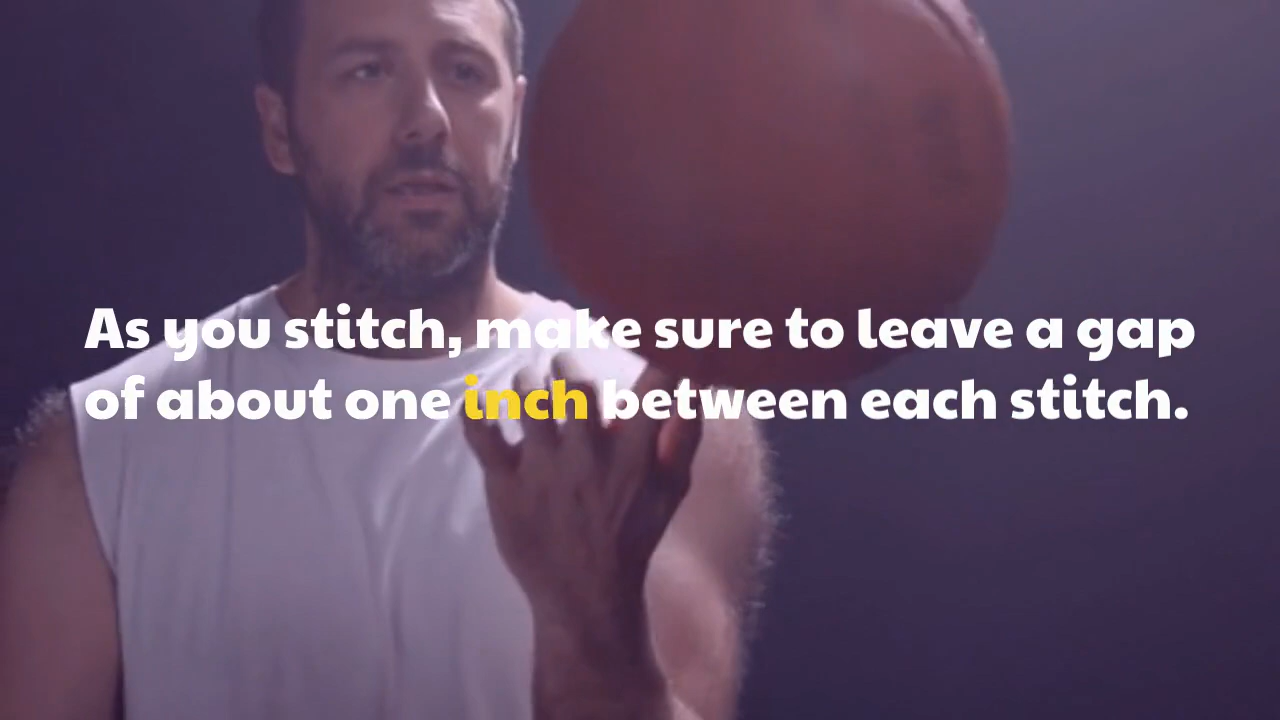 As you stitch, make sure to leave a gap
of about one inch between each stitch.